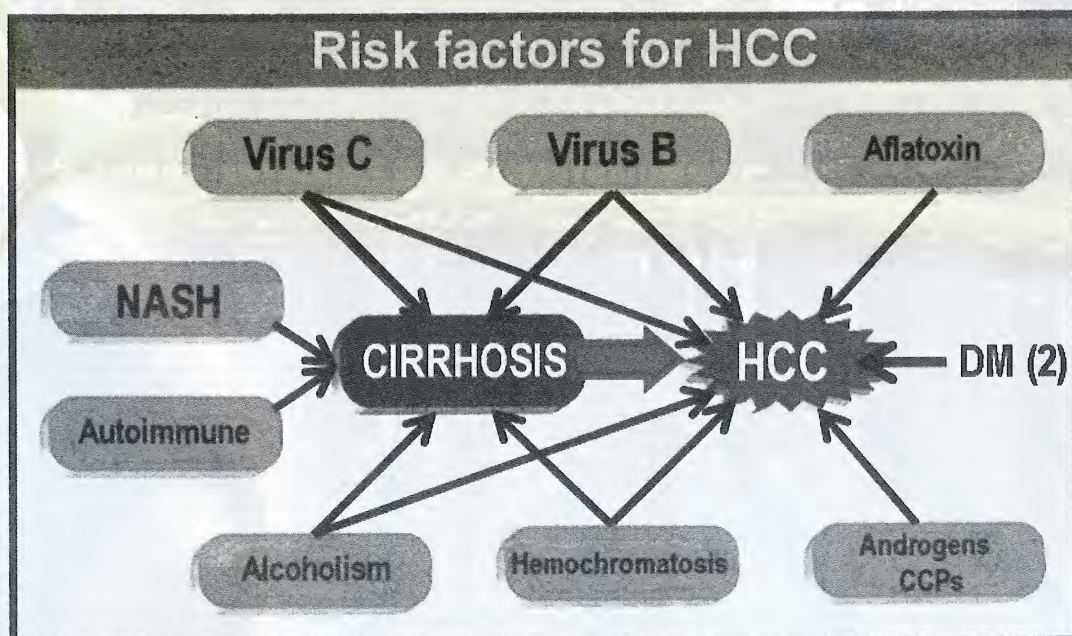 Risk factors for HCC
Virus C
Virus B
Aflatoxin
NASH
CIRRHOSIS
HCC
DM (2)
Autoimmune
Alcoholism
Hemochromatosis
Androgens
CCPs